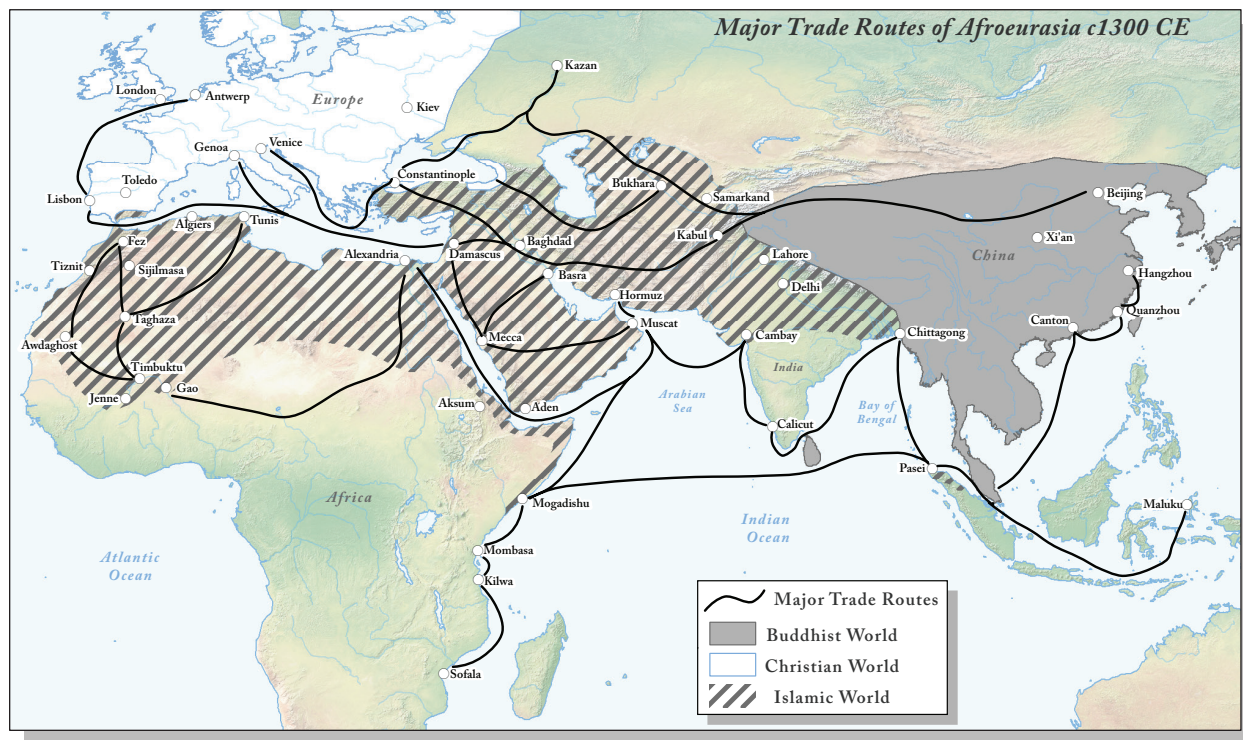 Major Trade Routes of Afroeurasia c1300 CE
Kazan
London
Antwerp
Europe
Kiev
Genoa
Venice
Toledo
Constantinople
Lisbon
Bukhara
Samarkand
Beijing
Algiers
Tunis
Fez
Alexandria
Damascus
Baghdad
Kabul
Xi'an
China
Tiznit
Sijilmasa
Basra
Lahore
Delhi
Hangzhou
Hormuz
Taghaza
Muscat
Canton
Quanzhou
Awdaghost
Mecca
Cambay
Chittagong
Timbuktu
Gao
India
Jenne
Aksum
Aden
Arabian
Sea
Bay of
Bengal
Calicut
Pasei
Africa
Mogadishu
Maluku
Indian
Ocean
Atlantic
Ocean
Mombasa
Kilwa
Sofala
Major Trade Routes
Buddhist World
Christian World
Islamic World